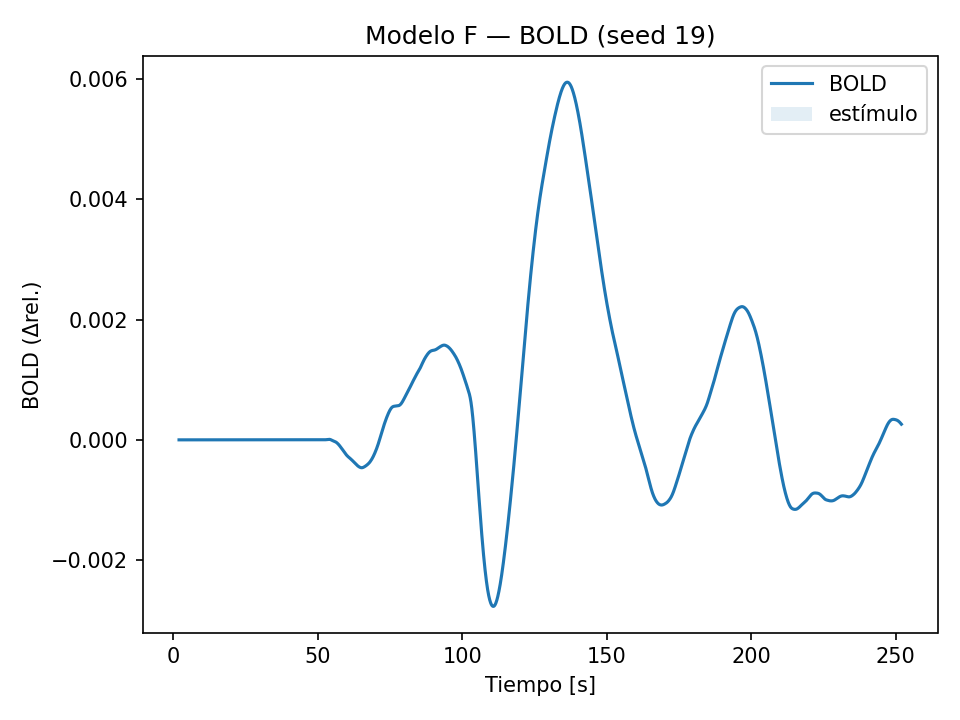 Modelo F — BOLD (seed 19)
BOLD
estímulo
0.006
0.004
0.002
0.000
−0.002
BOLD (Δrel.)
0
50
100
150
200
250
Tiempo [s]